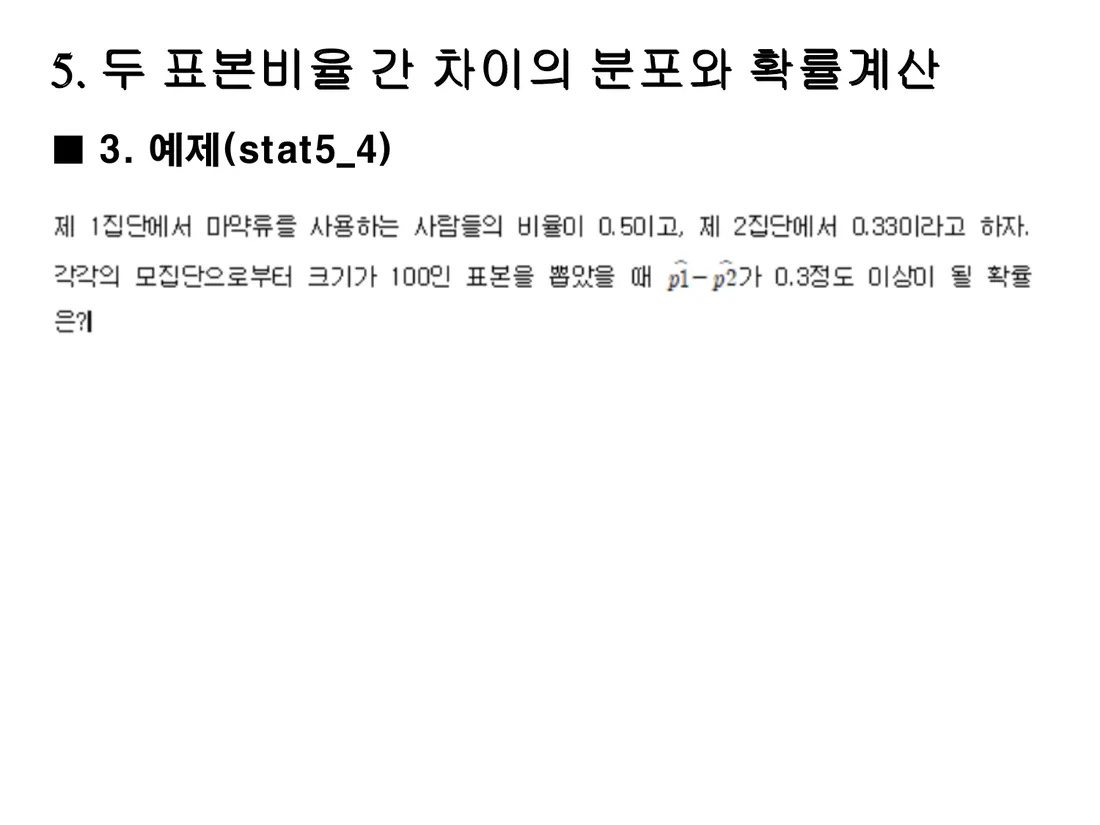 5. 두 표본비율 간 차이의 분포와 확률계산
■ 3. 예제(stat5_4)
제 1집단에서 마약류를 사용하는 사람들의 비율이 0.5이고, 제 2집단에서 0.33이라고 하자.
각각의 모집단으로부터 크기가 100인 표본을 뽑았을 때 p̂1−p̂2가 0.3정도 이상이 될 확률
은?